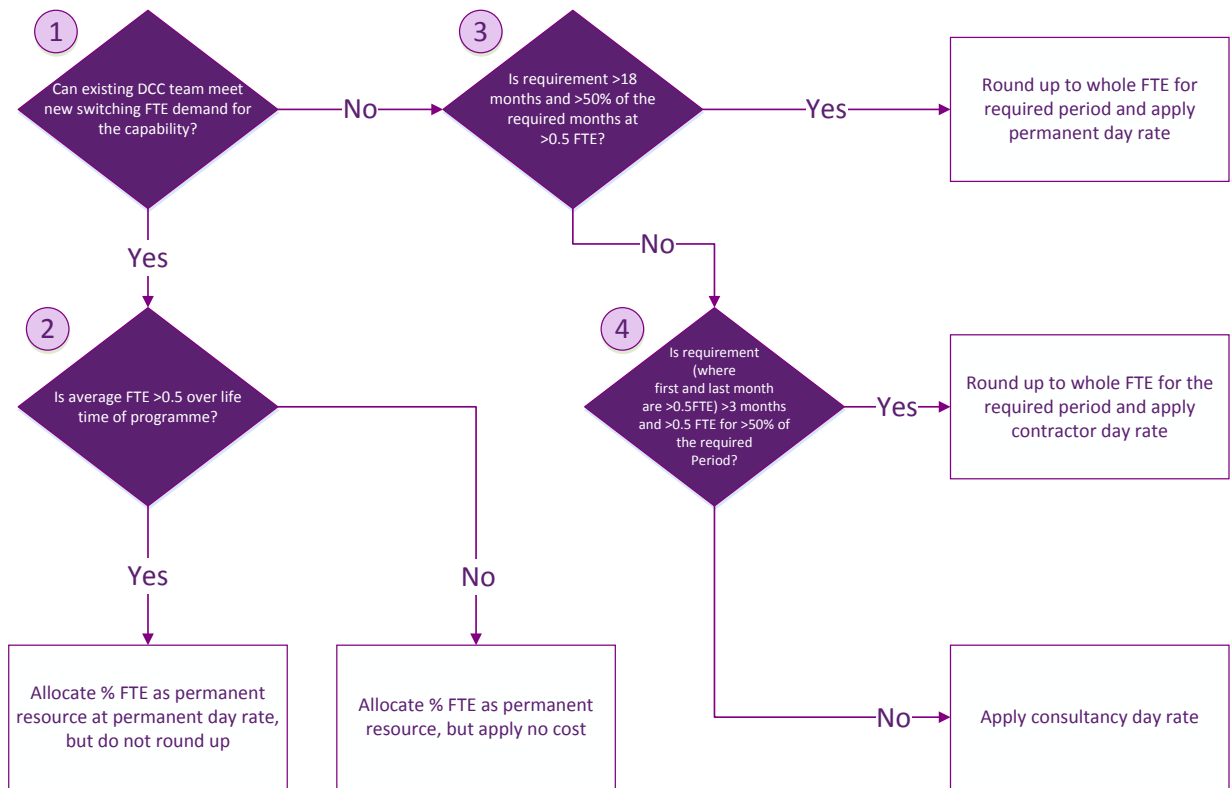 1
Can existing DCC team meet
new switching FTE demand for
the capability?
No
3
Is requirement >18
months and >50% of the
required months at
>0.5 FTE?
Yes
Round up to whole FTE for
required period and apply
permanent day rate
Yes
No
2
Is average FTE >0.5 over life
time of programme?
4
Is requirement
(where
first and last month
are >0.5FTE) >3 months
and >0.5 FTE for >50% of
the required
Period?
Yes
Round up to whole FTE for the
required period and apply
contractor day rate
Yes
No
Allocate % FTE as permanent
resource at permanent day rate,
but do not round up
Allocate % FTE as permanent
resource, but apply no cost
No
Apply consultancy day rate